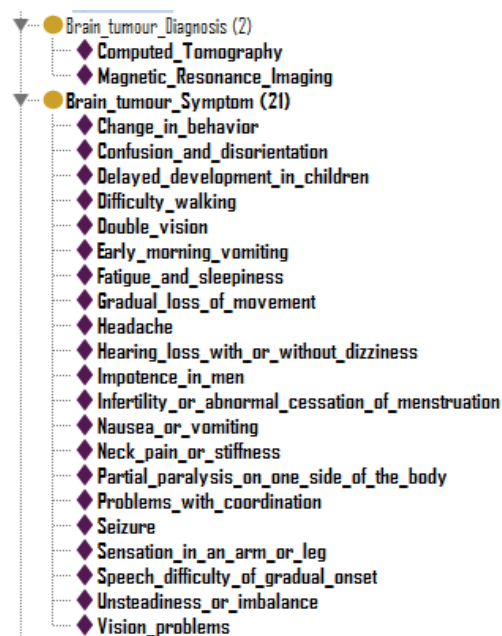 Brain_tumour_Diagnosis (2)
Computed_Tomography
Magnetic_Resonance_Imaging
Brain_tumour_Symptom (21)
Change_in_behavior
Confusion_and_disorientation
Delayed_development_in_children
Difficulty_walking
Double_vision
Early_morning_vomiting
Fatigue_and_sleepiness
Gradual_loss_of_movement
Headache
Hearing_loss_with_or_without_dizziness
Impotence_in_men
Infertility_or_abnormal_cessation_of_menstruation
Nausea_or_vomiting
Neck_pain_or_stiffness
Partial_paralysis_on_one_side_of_the_body
Problems_with_coordination
Seizure
Sensation_in_an_arm_or_leg
Speech_difficulty_of_gradual_onset
Unsteadiness_or_imbalance
Vision_problems